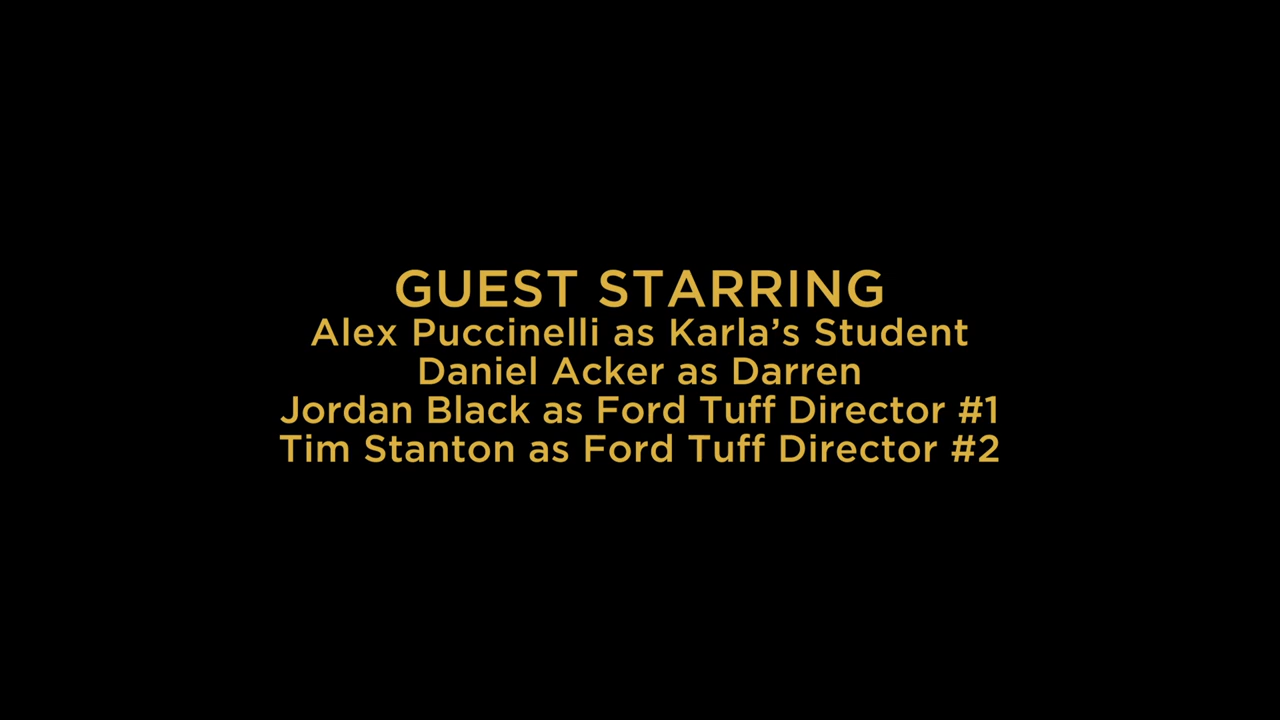 GUEST STARRING
Alex Puccinelli as Karla’s Student
Daniel Acker as Darren
Jordan Black as Ford Tuff Director #1
Tim Stanton as Ford Tuff Director #2